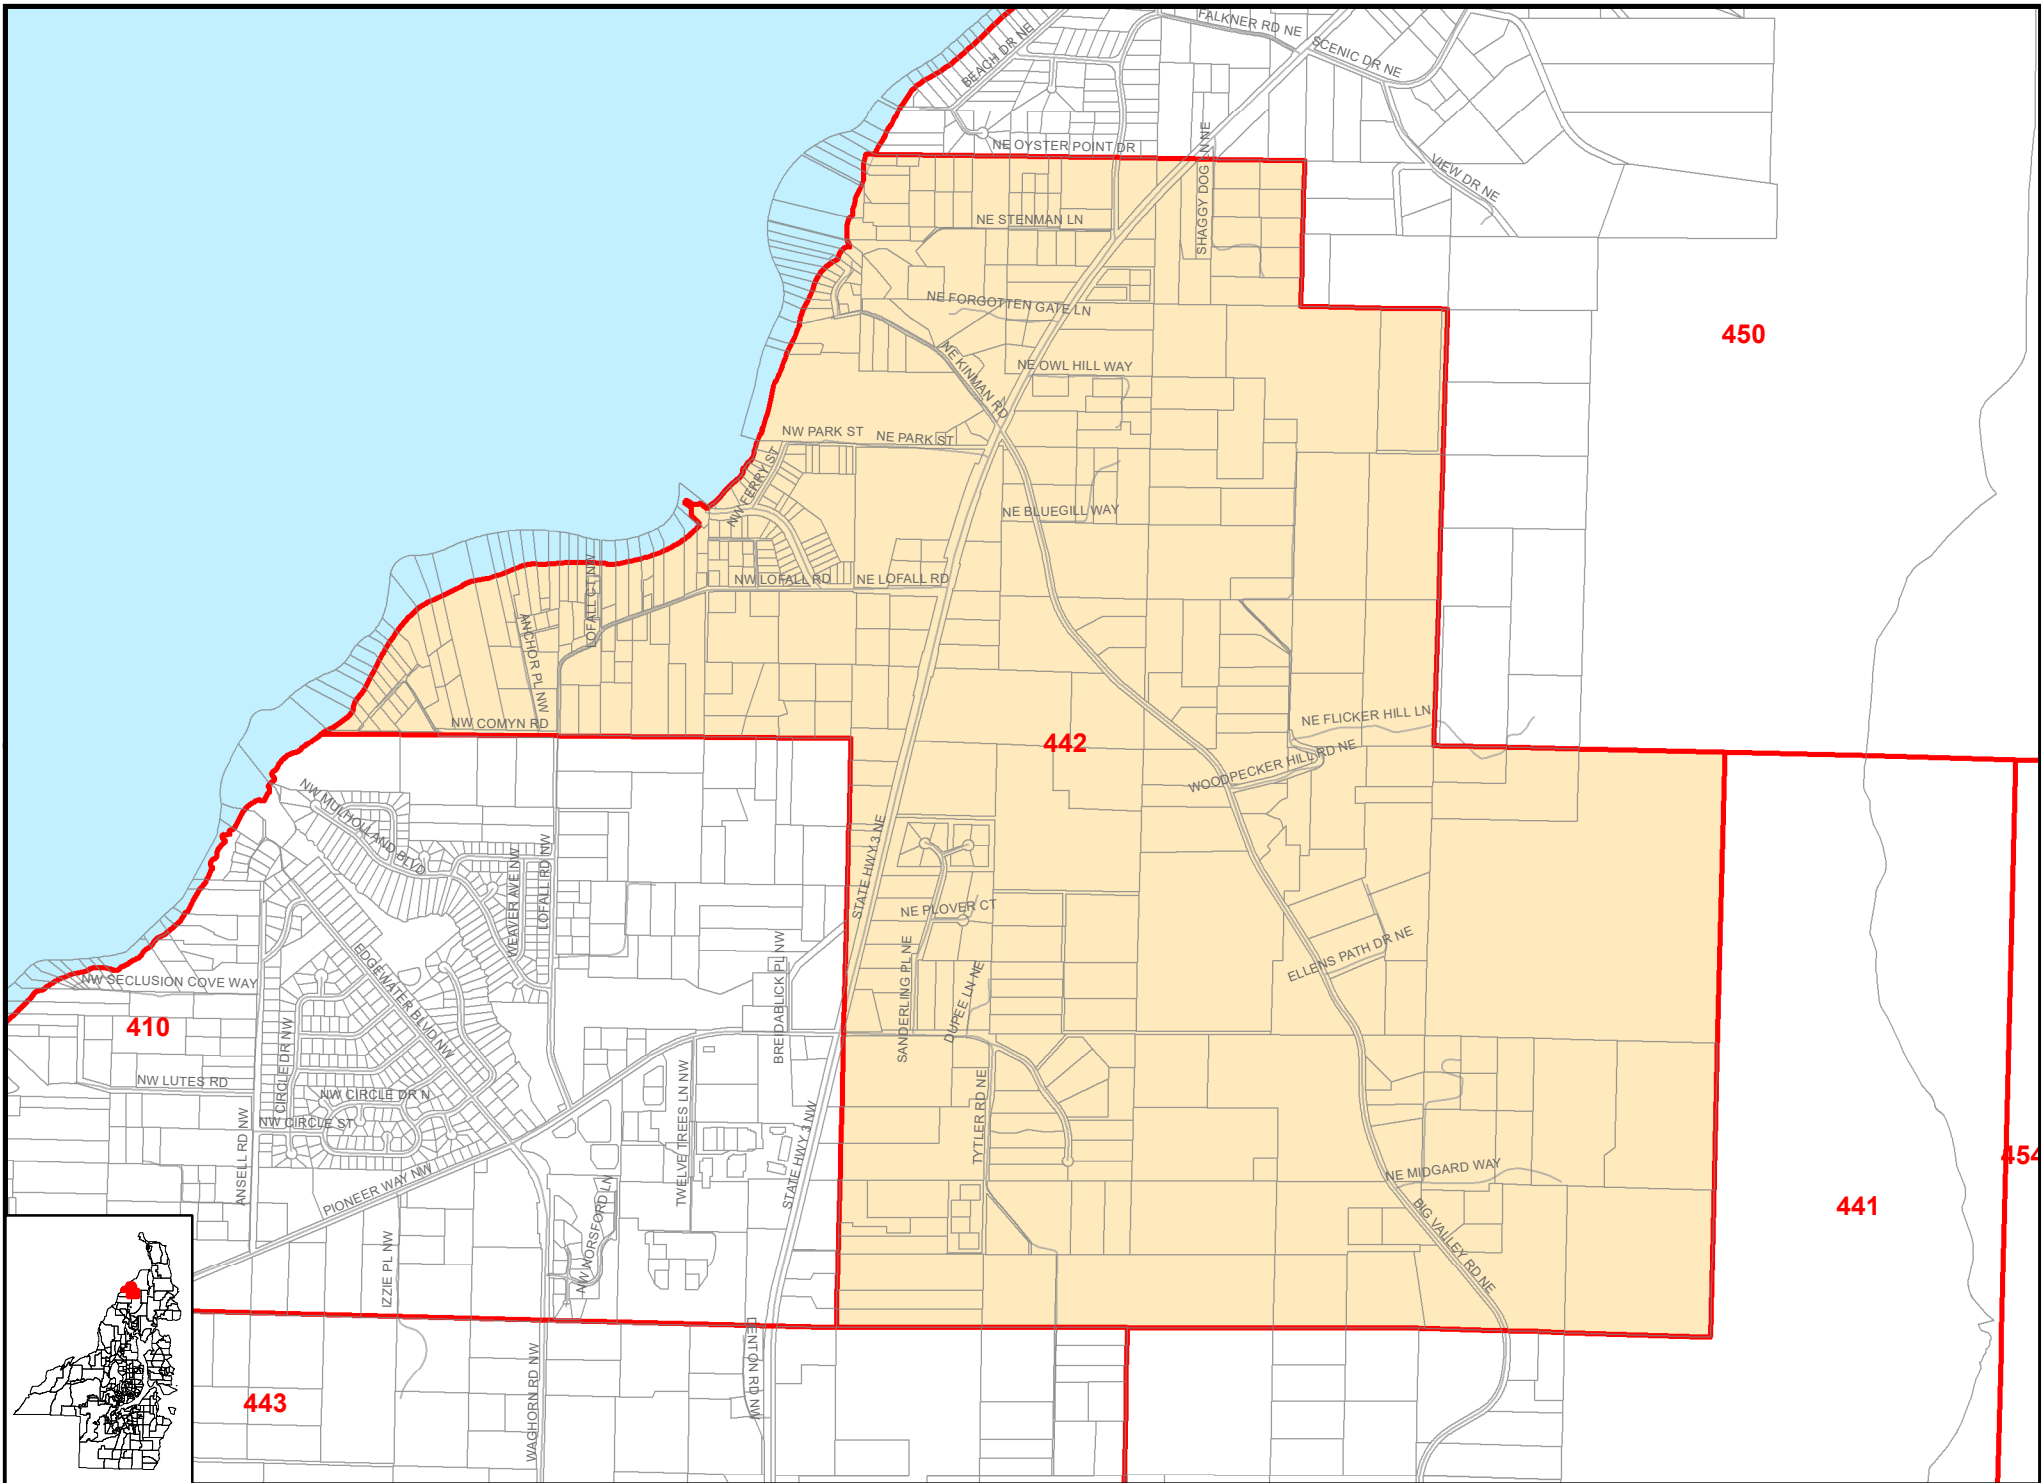 FALKNER RD NE
SCENIC DR NE
BEACH DR NE
NE OYSTER POINT DR
SHAGGY DOG LN NE
VIEW DR NE
NE STENMAN LN
NE FORGOTTEN GATE LN
450
NE KINMAN RD
NE OWL HILL WAY
NW PARK ST
NE PARK ST
NW FERRY ST
NE BLUEGILL WAY
NW LOFALL RD
NE LOFALL RD
LOFALL CT NW
ANCHOR PL NW
NW COMYN RD
NE FLICKER HILL LN
442
WOODPECKER HILL RD NE
NW MULHOLLAND BLVD
STATE HWY 3 NE
WEAVER AVE NW
LOFALL RD NW
NE PLOVER CT
EDGEWATER BLVD NW
BREIDABLICK PL NW
SANDERLING PL NE
DUPEE LN NE
ELLENS PATH DR NE
NW SECLUSION COVE WAY
410
NW CIRCLE DR NW
NW LUTES RD
NW CIRCLE DR N
NW CIRCLE ST
ANSELL RD NW
PIONEER WAY NW
TWELVE TREES LN NW
STATE HWY 3 NW
TYTLER RD NE
NE MIDGARD WAY
454
441
BIG VALLEY RD NE
IZZIE PL NW
NW WORSFORD LN
WAGHORN RD NW
DENTON RD NW
443